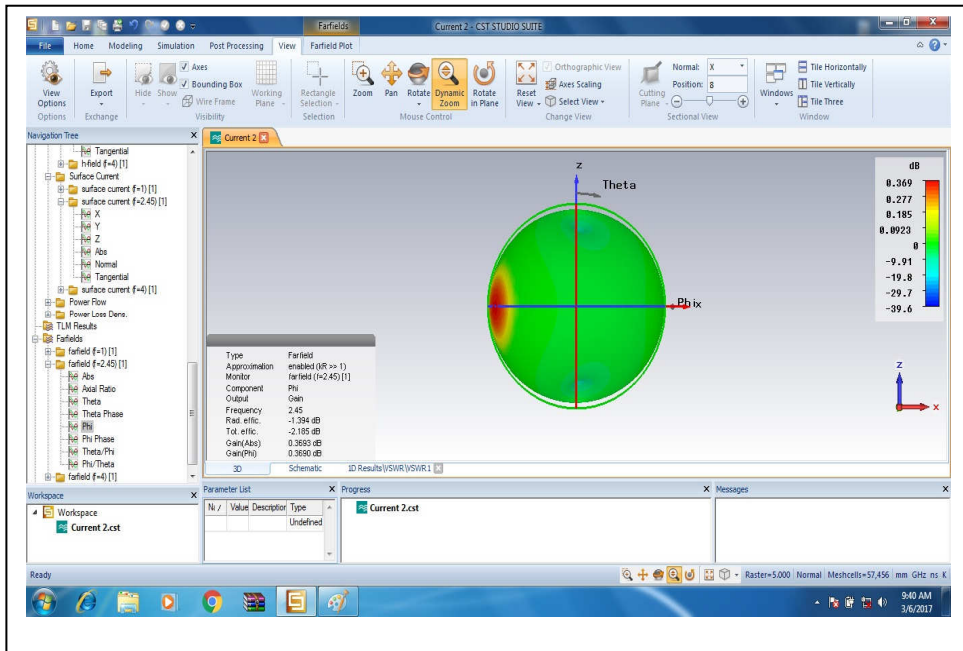 Farfields
Current 2 - CST STUDIO SUITE
File Home Modeling Simulation Post Processing View Farfield Plot
View Options
Export
Hide Show
Axes
Bounding Box
Wire Frame
Working Plane
Rectangle Selection
Zoom Pan Rotate Dynamic Zoom Rotate in Plane
Reset View
Orthographic View
Axes Scaling
Select View
Cutting Plane
Normal: X
Position: 8
Windows
Tile Horizontally
Tile Vertically
Tile Three
Options Exchange Visibility Selection Mouse Control Change View Sectional View Window
Navigation Tree X
Current 2
Tangential
h-field (f=4) [1]
Surface Current
surface current (f=1) [1]
surface current (f=2.45) [1]
X
Y
Z
Abs
Normal
Tangential
surface current (f=4) [1]
Power Flow
Power Loss Dens.
TLM Results
Farfields
farfield (f=1) [1]
farfield (f=2.45) [1]
Abs
Axial Ratio
Theta
Theta Phase
Phi
Phi Phase
Theta/Phi
Phi/Theta
farfield (f=4) [1]
z
Theta
Phi x
dB
0.369
0.277
0.185
0.0923
0
-9.91
-19.8
-29.7
-39.6
z
x
Type Farfield
Approximation enabled (kR >> 1)
Monitor farfield (f=2.45) [1]
Component Phi
Output Gain
Frequency 2.45
Rad. effic. -1.394 dB
Tot. effic. -2.185 dB
Gain(Abs) 0.3693 dB
Gain(Phi) 0.3690 dB
3D Schematic 1D Results\VSWR\VSWR1
Workspace X
Workspace
Current 2.cst
Parameter List X
Value Description Type
Undefined
Progress X
Current 2.cst
Messages X
Ready
Raster=5.000 Normal Meshcells=57,456 mm GHz ns K
9:40 AM
3/6/2017